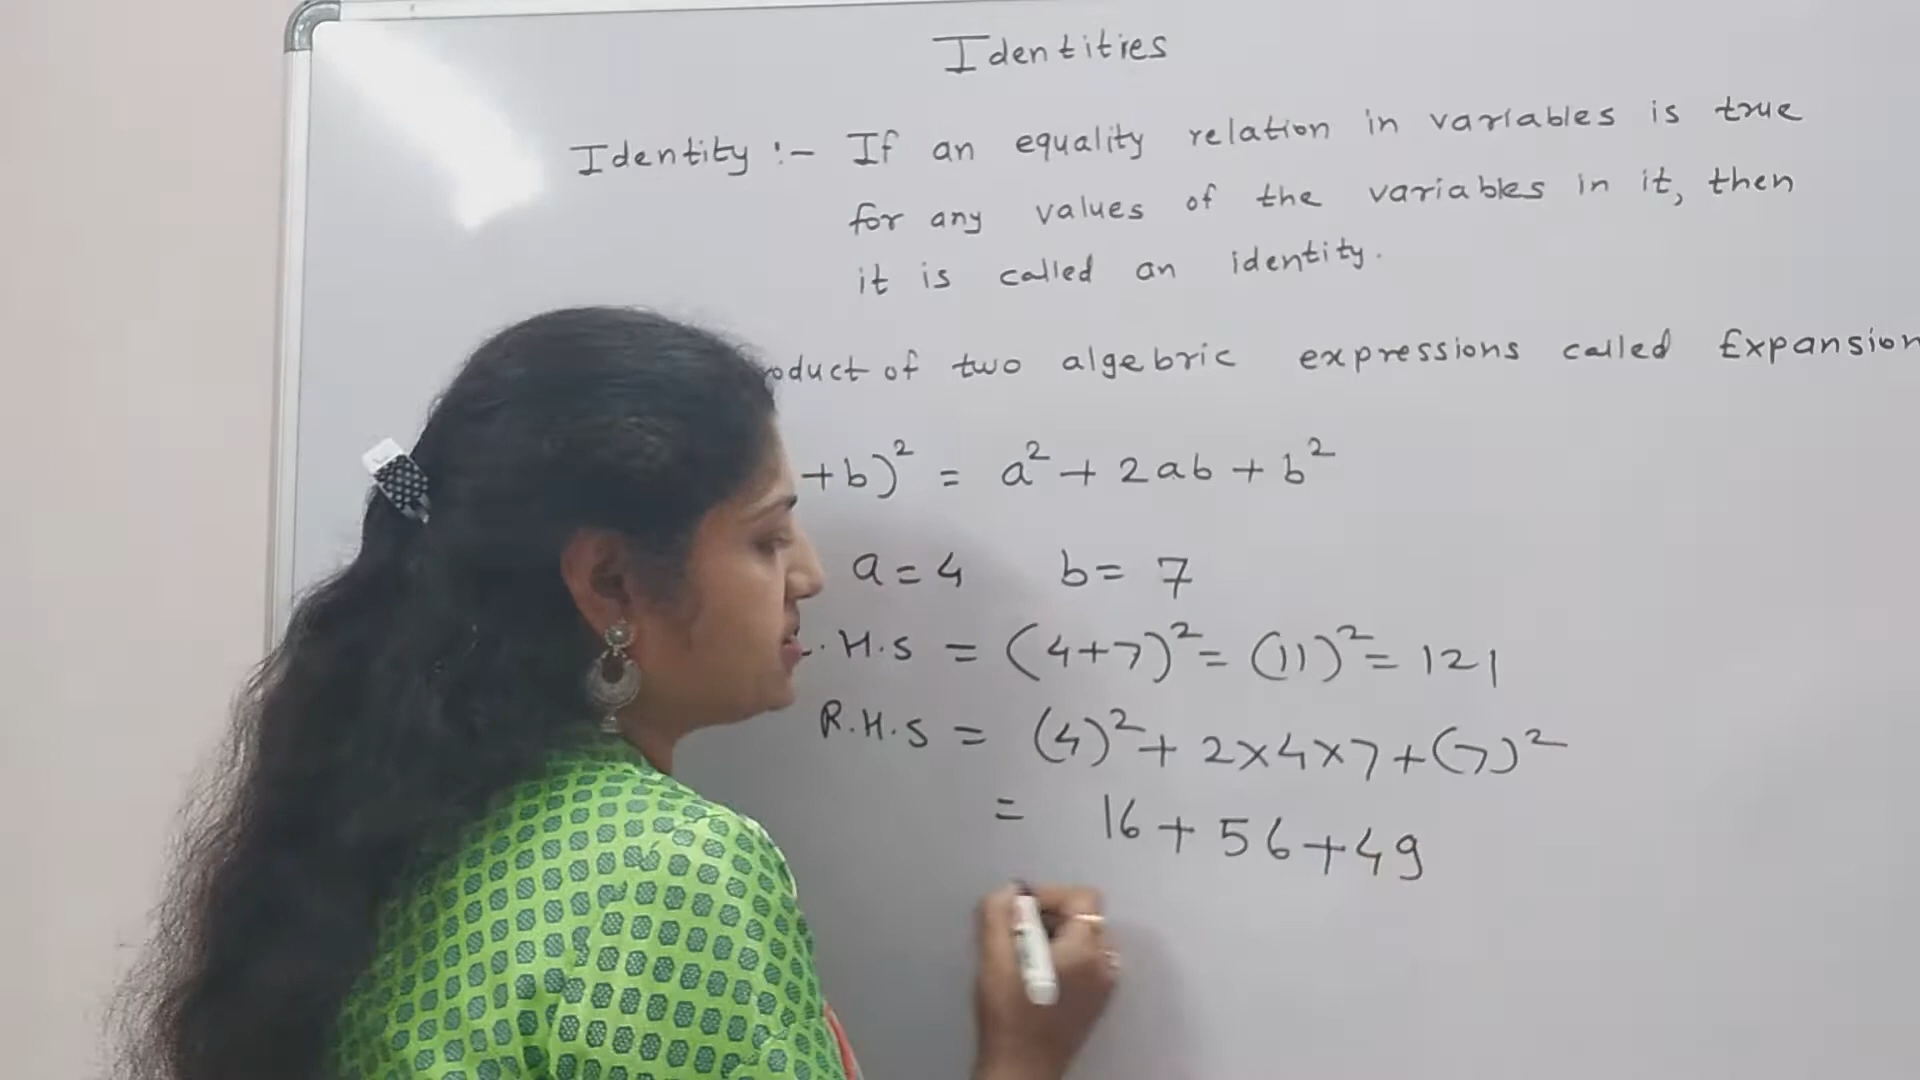 Identities
Identity :- If an equality relation in variables is true
for any values of the variables in it, then
it is called an identity.
of two algebric expressions called Expansion
+b)² = a² + 2ab + b²
a = 4 b = 7
H.S = (4+7)² = (11)² = 121
R.H.S = (4)² + 2×4×7+(7)²
= 16 + 56 + 49